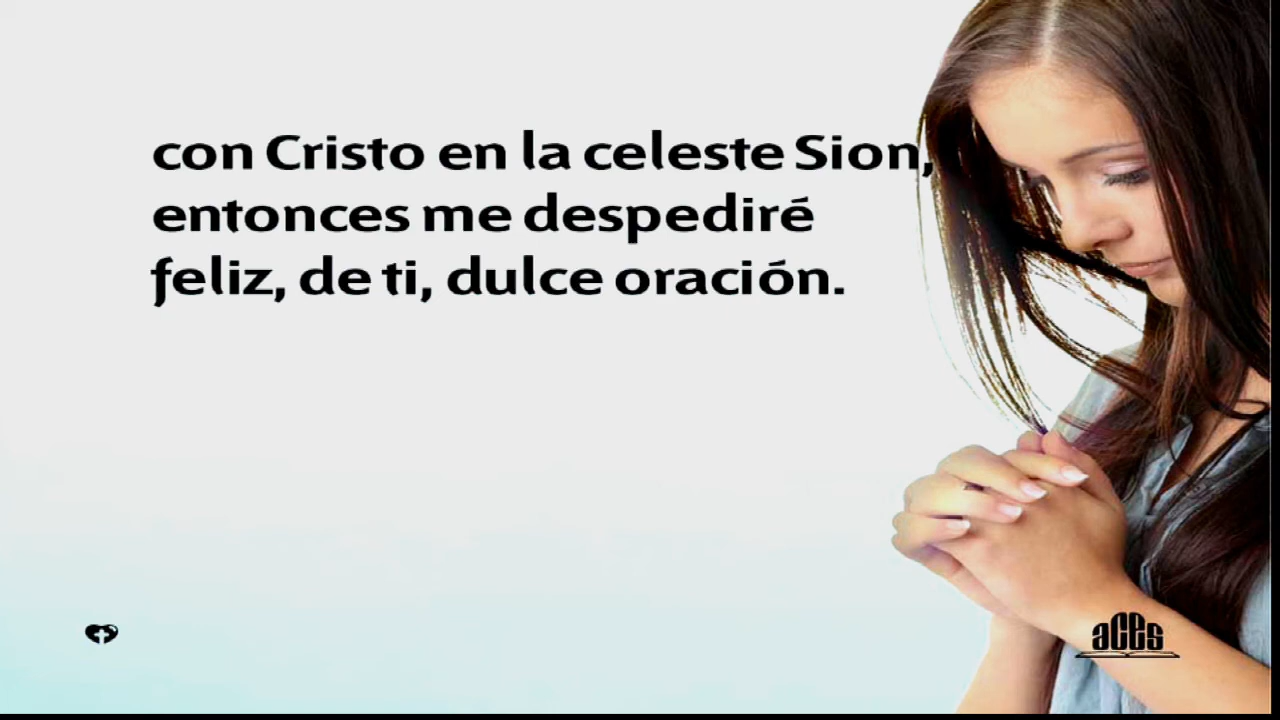 con Cristo en la celeste Sion,
entonces me despediré
feliz, de ti, dulce oración.
aces